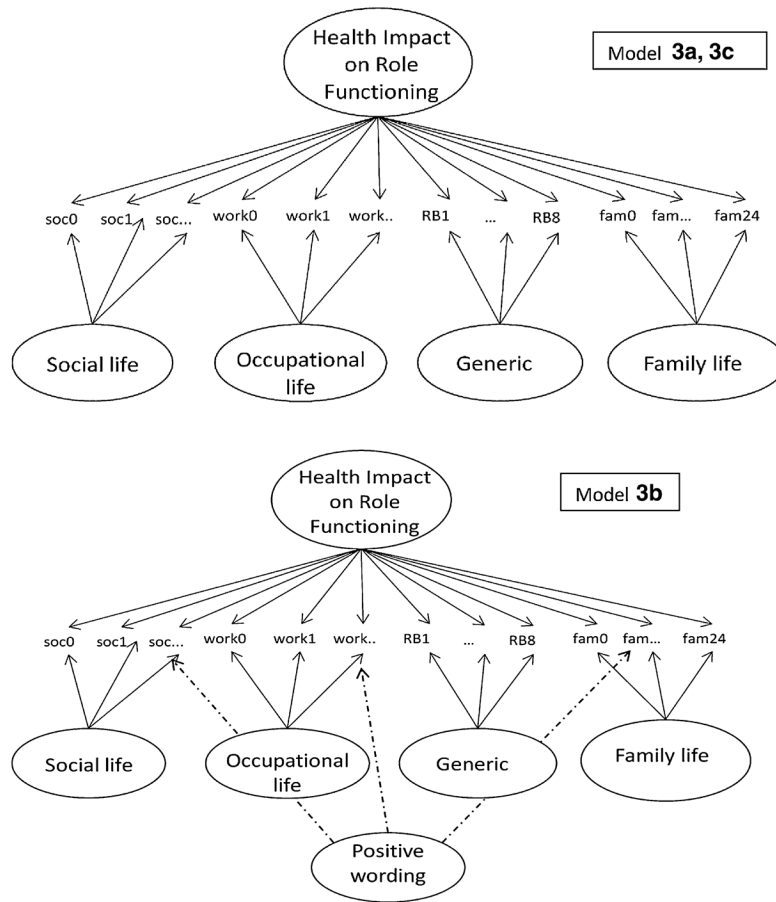 Health Impact
on Role
Functioning
Model 3a, 3c
soc0 soc1 soc... work0 work1 work.. RB1 ... RB8 fam0 fam... fam24
Social life
Occupational
life
Generic
Family life
Health Impact
on Role
Functioning
Model 3b
soc0 soc1 soc... work0 work1 work.. RB1 ... RB8 fam0 fam... fam24
Social life
Occupational
life
Generic
Family life
Positive
wording